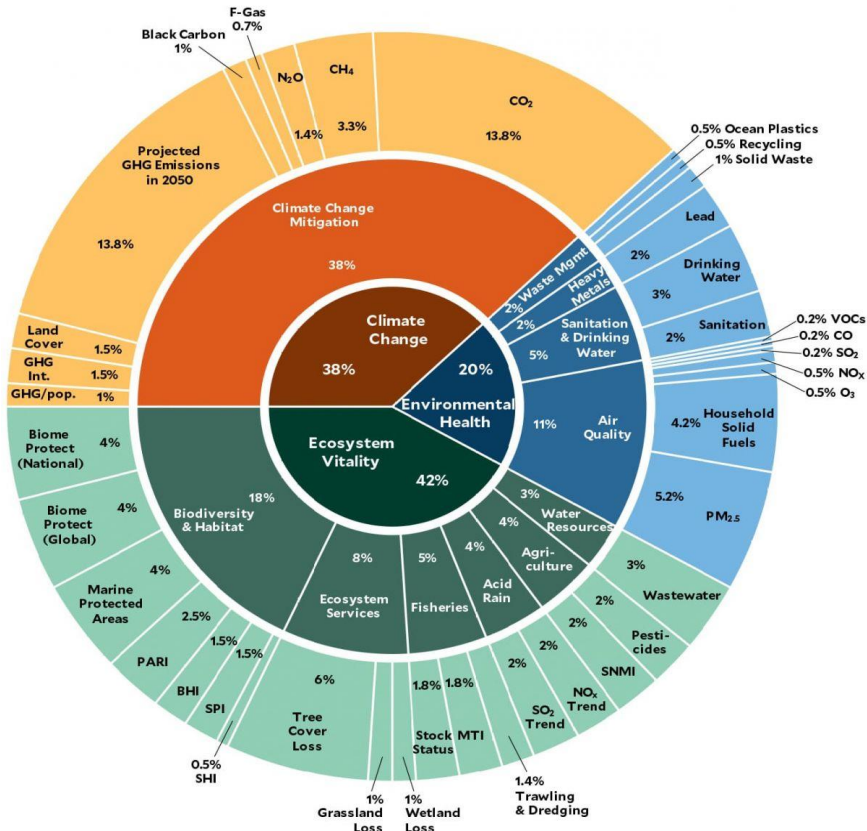 F-Gas
0.7%
Black Carbon
1%
N₂O
1.4%
CH₄
3.3%
CO₂
13.8%
Projected
GHG Emissions
in 2050
13.8%
Land
Cover
1.5%
GHG
Int.
1.5%
GHG/pop.
1%
0.5% Ocean Plastics
0.5% Recycling
1% Solid Waste
Lead
2%
Drinking
Water
3%
Sanitation
2%
0.2% VOCs
0.2% CO
0.2% SO₂
0.5% NOₓ
0.5% O₃
4.2%
Household
Solid
Fuels
5.2%
PM₂.₅
Climate Change
Mitigation
38%
Waste Mgmt
2%
Heavy
Metals
2%
Sanitation
& Drinking
Water
5%
11%
Air
Quality
Climate
Change
38%
20%
Environmental
Health
Ecosystem
Vitality
42%
18%
Biodiversity
& Habitat
8%
Ecosystem
Services
5%
Fisheries
4%
Acid
Rain
4%
Agri-
culture
3%
Water
Resources
Biome
Protect
(National)
4%
Biome
Protect
(Global)
4%
4%
Marine
Protected
Areas
2.5%
PARI
1.5%
BHI
1.5%
SPI
0.5%
SHI
6%
Tree
Cover
Loss
1%
Grassland
Loss
1%
Wetland
Loss
1.8%
Stock
Status
1.8%
MTI
1.4%
Trawling
& Dredging
2%
SO₂
Trend
2%
NOₓ
Trend
2%
SNMI
2%
Pesti-
cides
3%
Wastewater